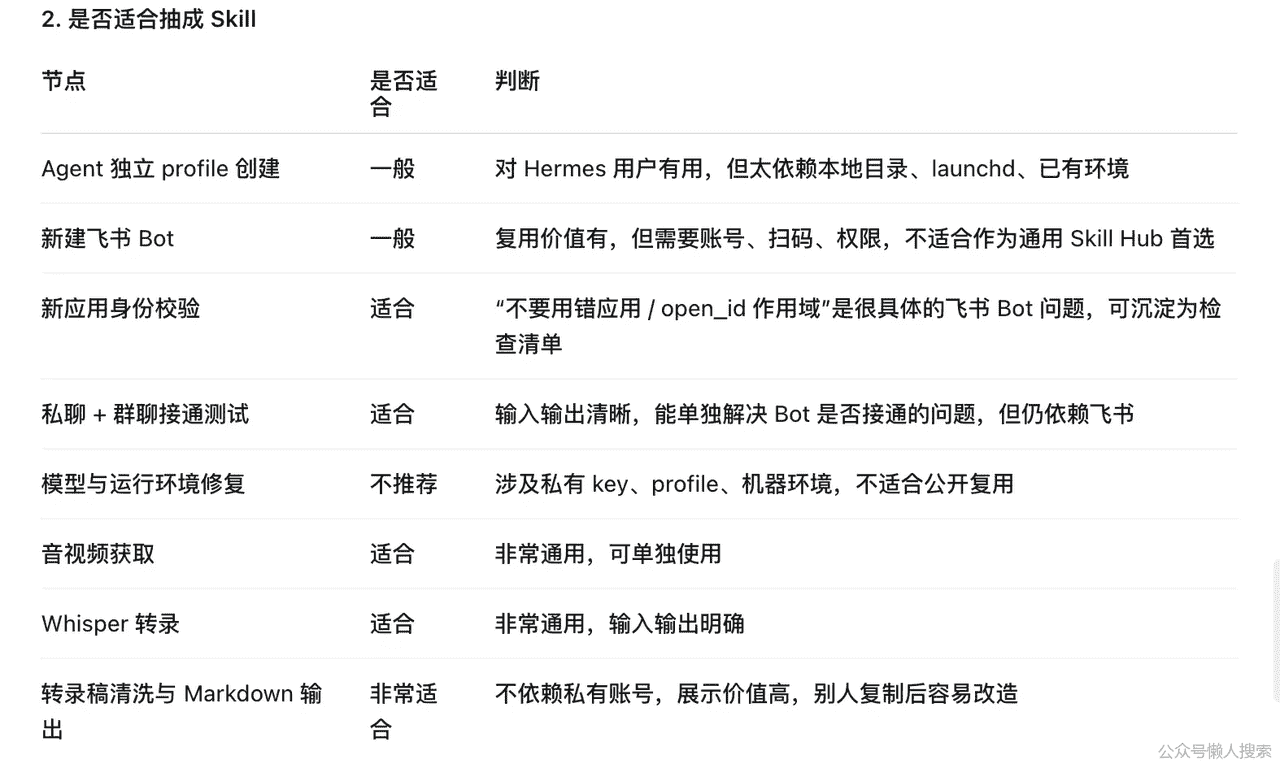 2. 是否适合抽成 Skill
节点
是否适
合
判断
Agent 独立 profile 创建
一般
对 Hermes 用户有用，但太依赖本地目录、launchd、已有环境
新建飞书 Bot
一般
复用价值有，但需要账号、扫码、权限，不适合作为通用 Skill Hub 首选
新应用身份校验
适合
“不要用错应用 / open_id 作用域”是很具体的飞书 Bot 问题，可沉淀为检
查清单
私聊 + 群聊接通测试
适合
输入输出清晰，能单独解决 Bot 是否接通的问题，但仍依赖飞书
模型与运行环境修复
不推荐
涉及私有 key、profile、机器环境，不适合公开复用
音视频获取
适合
非常通用，可单独使用
Whisper 转录
适合
非常通用，输入输出明确
转录稿清洗与 Markdown 输
出
非常适
合
不依赖私有账号，展示价值高，别人复制后容易改造
公众号懒人搜索